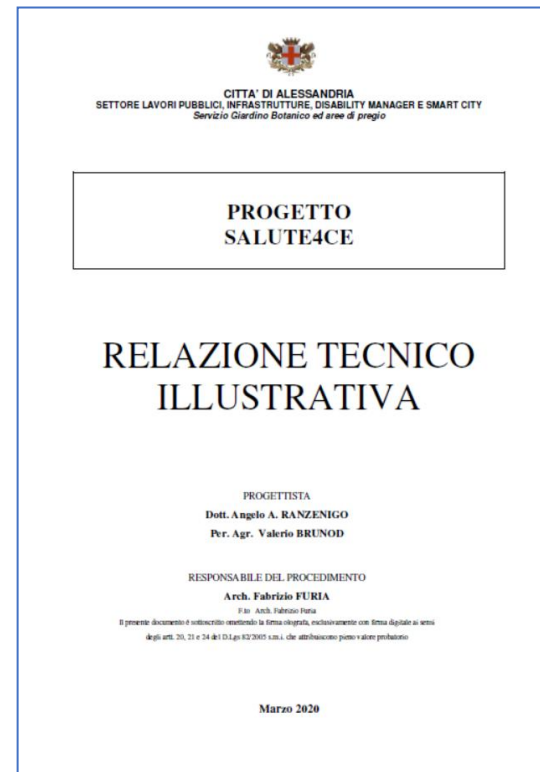 CITTA' DI ALESSANDRIA
SETTORE LAVORI PUBBLICI, INFRASTRUTTURE, DISABILITY MANAGER E SMART CITY
Servizio Giardino Botanico ed aree di pregio
PROGETTO
SALUTE4CE
RELAZIONE TECNICO
ILLUSTRATIVA
PROGETTISTA
Dott. Angelo A. RANZENIGO
Per. Agr. Valerio BRUNOD
RESPONSABILE DEL PROCEDIMENTO
Arch. Fabrizio FURIA
F.to Arch. Fabrizio Furia
Il presente documento è sottoscritto omettendo la firma olografa, esclusivamente con firma digitale ai sensi
degli artt. 20, 21 e 24 del D.Lgs 82/2005 s.m.i. che attribuiscono pieno valore probatorio
Marzo 2020